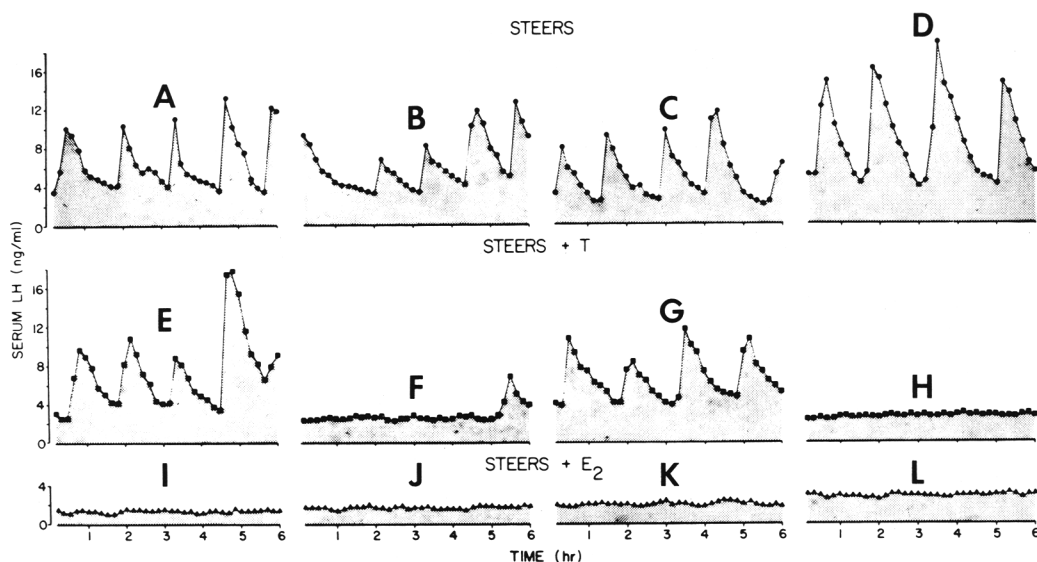 STEERS
A B C D
16
12
8
4
0
STEERS + T
SERUM LH (ng/ml)
E F G H
16
12
8
4
0
STEERS + E₂
I J K L
4
2
0
1 2 3 4 5 6 1 2 3 4 5 6 1 2 3 4 5 6 1 2 3 4 5 6
TIME (hr)